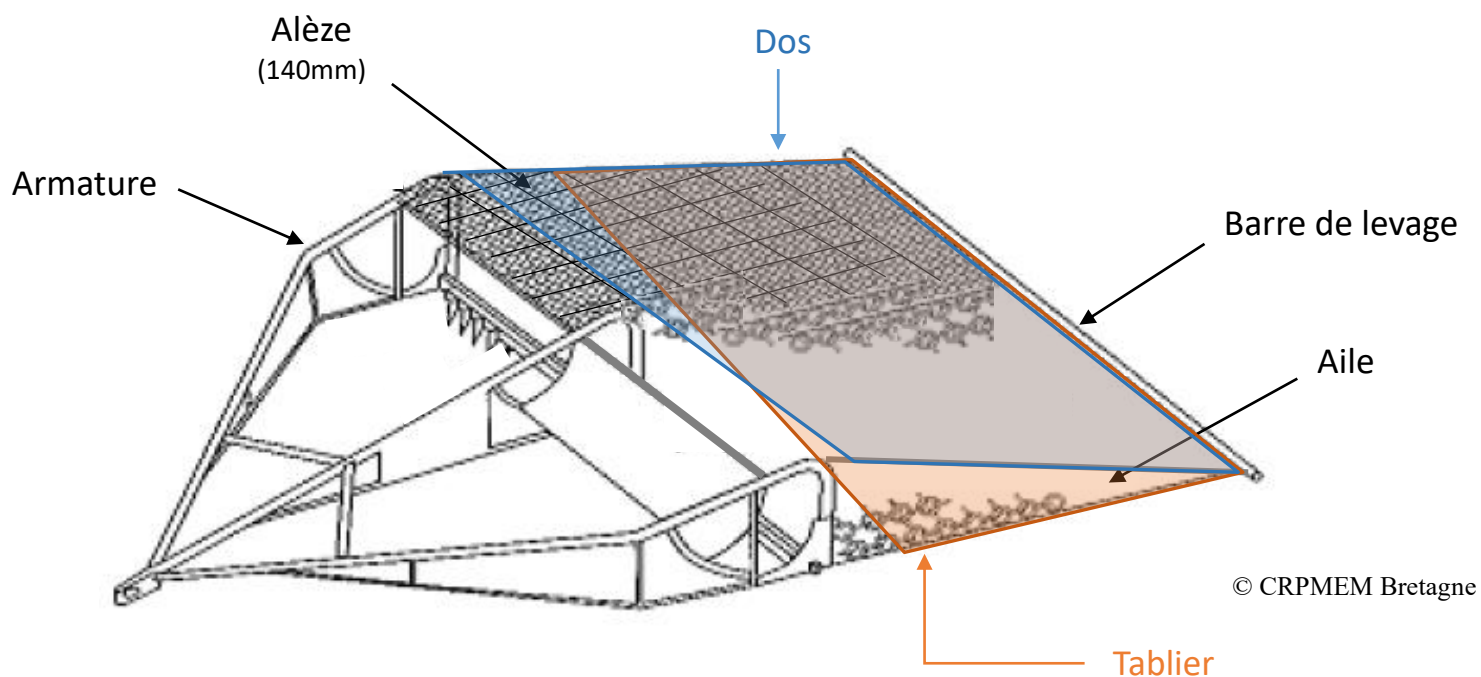 Alèze
(140mm)
Dos
Armature
Barre de levage
Aile
© CRPMEM Bretagne
Tablier